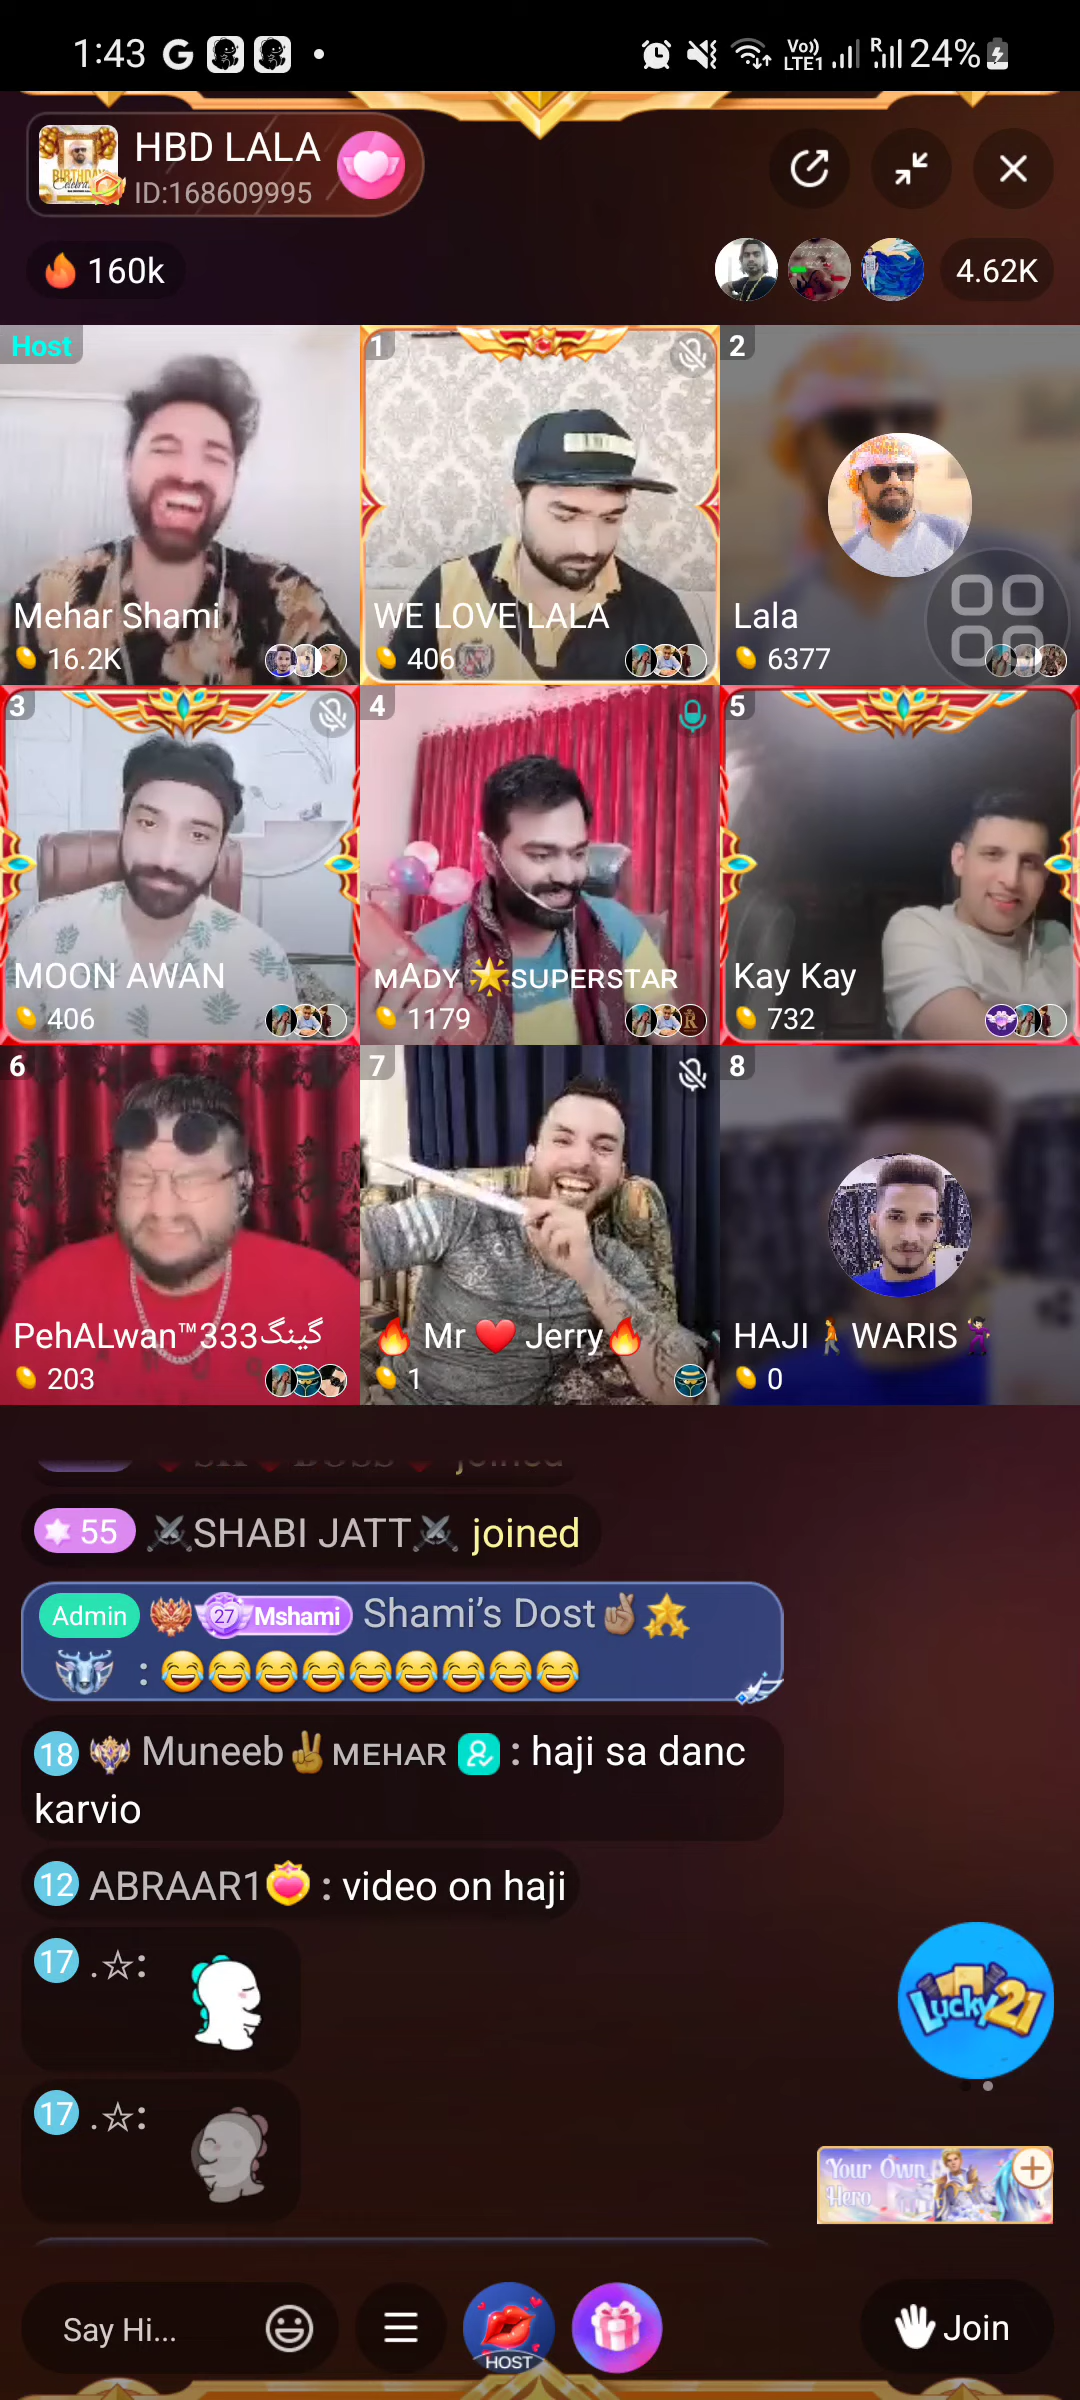 1:43
Vo)) LTE1
R
24%
HBD LALA
ID:168609995
160k
4.62K
Host
1
2
Mehar Shami
16.2K
WE LOVE LALA
406
Lala
6377
3
4
5
MOON AWAN
406
mADY 🌟SUPERSTAR
1179
Kay Kay
732
6
7
8
PehALwan™333گینگ
203
🔥 Mr ❤️ Jerry🔥
1
HAJI🚶WARIS🕺
0
joined
55 ⚔️SHABI JATT⚔️ joined
Admin 27 Mshami Shami's Dost🤞🏽
: 😂😂😂😂😂😂😂😂😂
18 Muneeb✌️MEHAR : haji sa danc
karvio
12 ABRAAR1 : video on haji
17 .☆:
17 .☆:
Lucky21
Your Own
Hero
Say Hi...
HOST
Join